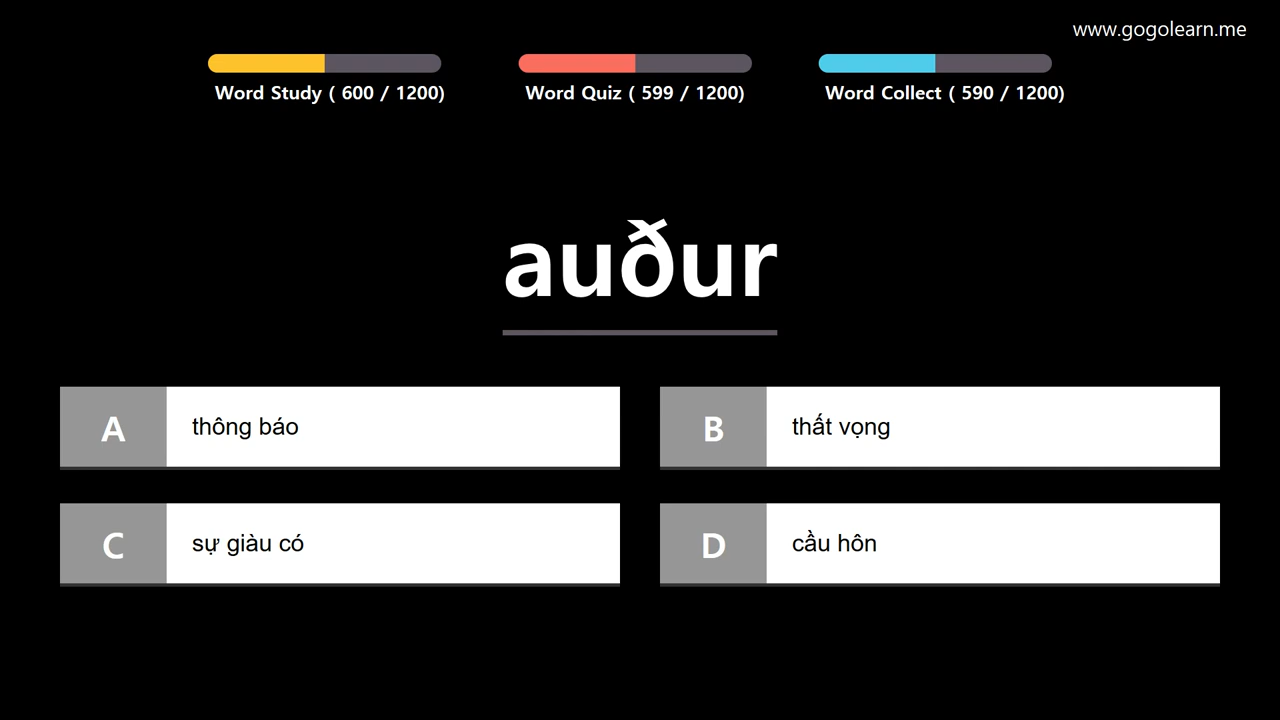 www.gogolearn.me
Word Study ( 600 / 1200)
Word Quiz ( 599 / 1200)
Word Collect ( 590 / 1200)
auður
A
thông báo
B
thất vọng
C
sự giàu có
D
cầu hôn